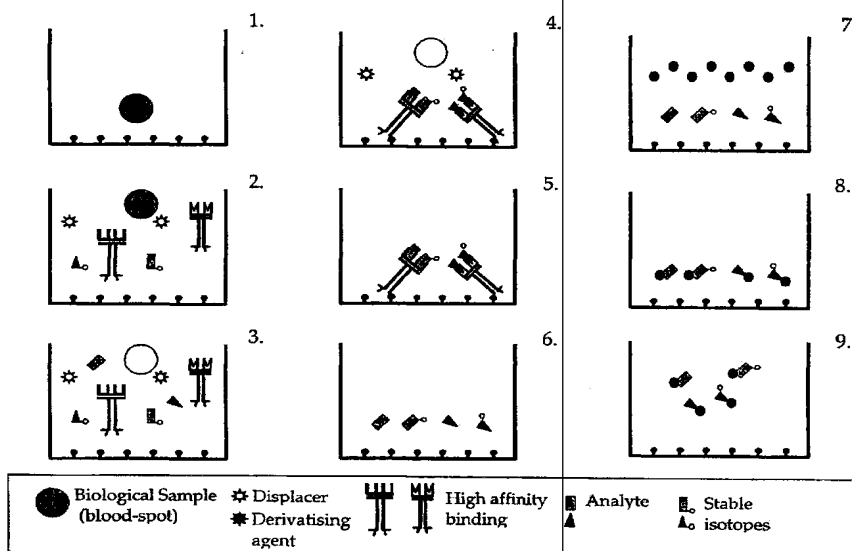 1.
4.
7
2.
5.
8.
3.
6.
9.
Biological Sample
(blood-spot)
Displacer
Derivatising
agent
High affinity
binding
Analyte
Stable
isotopes